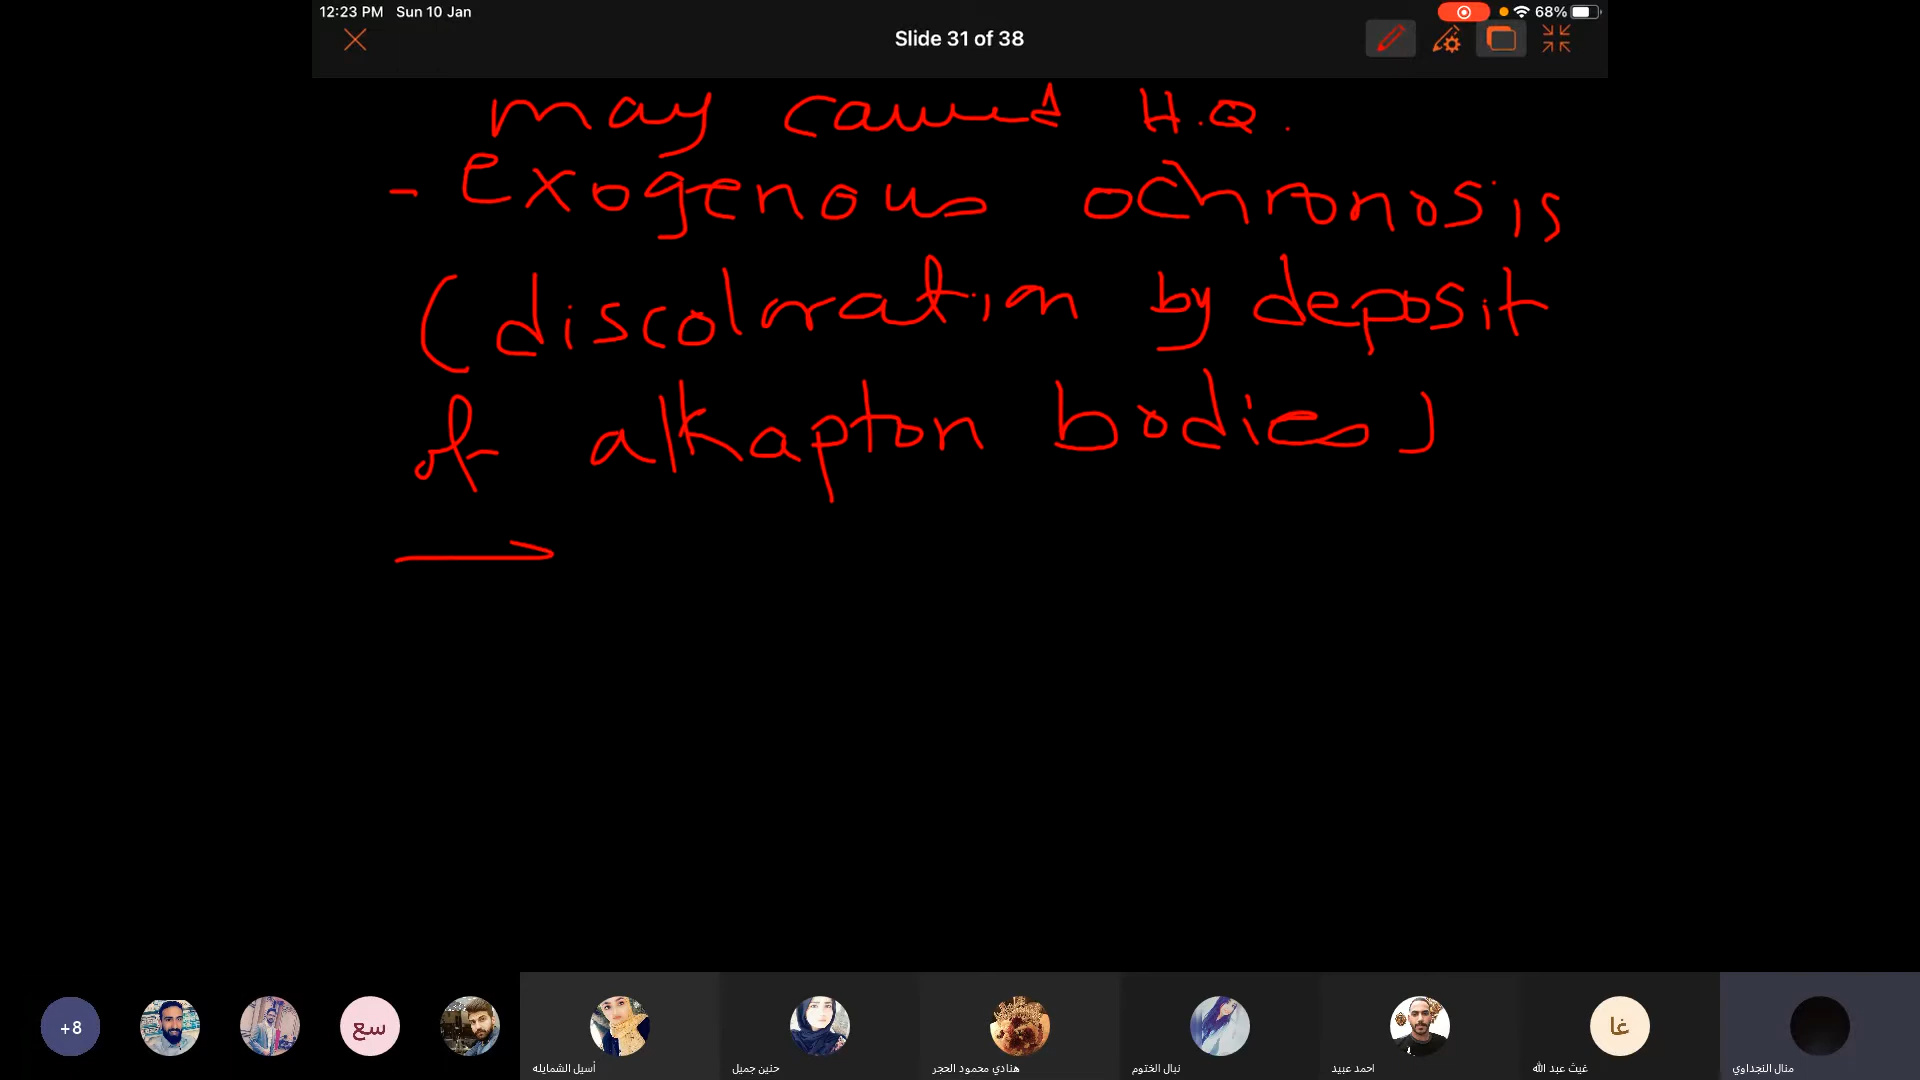 12:23 PM Sun 10 Jan
68%
Slide 31 of 38
may caused H.Q.
- exogenous ochronosis
(discoloration by deposit
of alkapton bodies)
+8
سع
غا
أسيل الشمايله
حنين جميل
هنادي محمود الحجر
نبال الختوم
احمد عبيد
غيث عبد الله
منال النجداوي